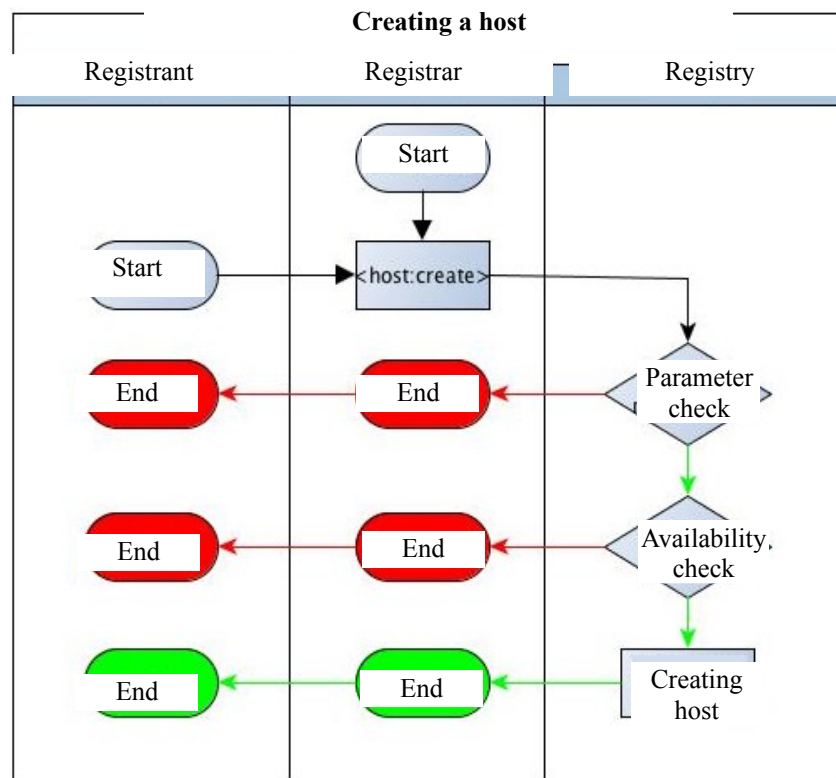 Creating a host
Registrant
Registrar
Registry
Start
Start
<host:create>
End
End
Parameter
check
End
End
Availability
check
End
End
Creating
host